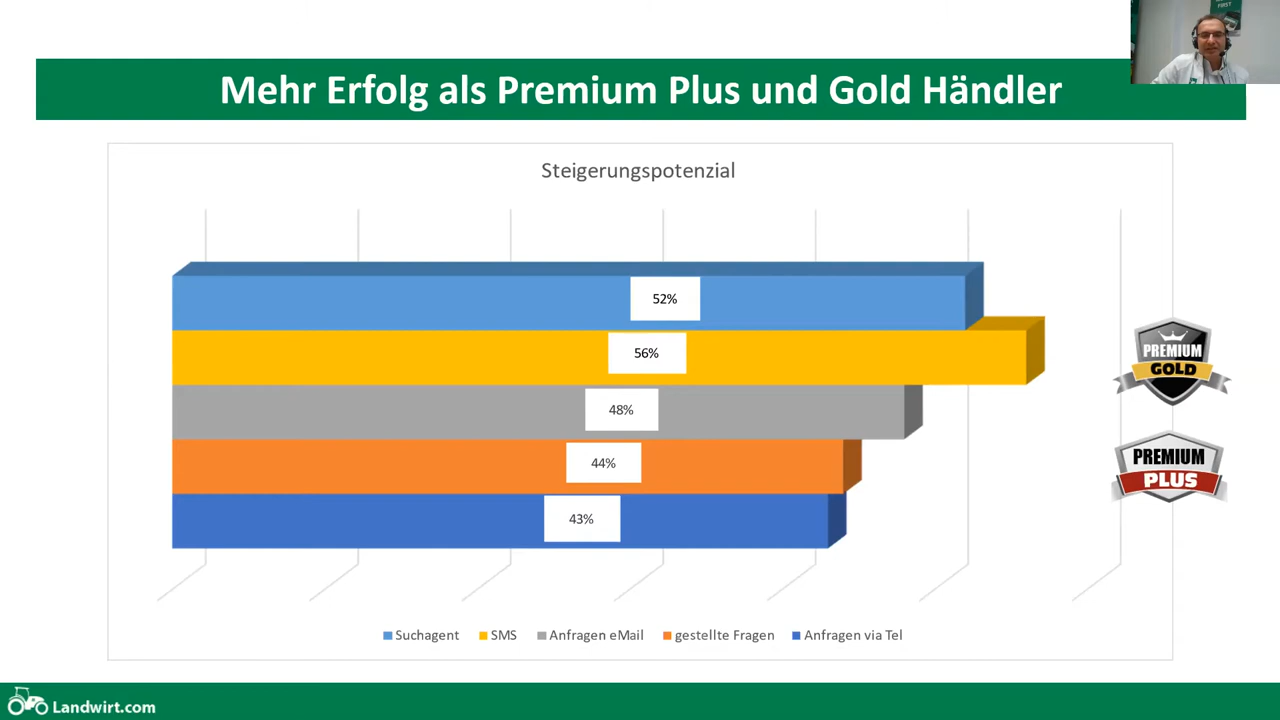 FIRST
Mehr Erfolg als Premium Plus und Gold Händler
Steigerungspotenzial
52%
56%
48%
44%
43%
PREMIUM
GOLD
PREMIUM
PLUS
Suchagent SMS Anfragen eMail gestellte Fragen Anfragen via Tel
Landwirt.com